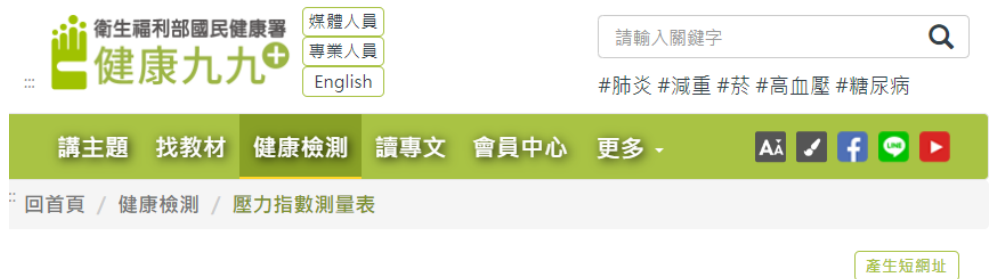 衛生福利部國民健康署
健康九九+
媒體人員
專業人員
English
請輸入關鍵字
#肺炎 #減重 #菸 #高血壓 #糖尿病
:::
講主題 找教材 健康檢測 讀專文 會員中心 更多
AÄ
LINE
回首頁 / 健康檢測 / 壓力指數測量表
產生短網址